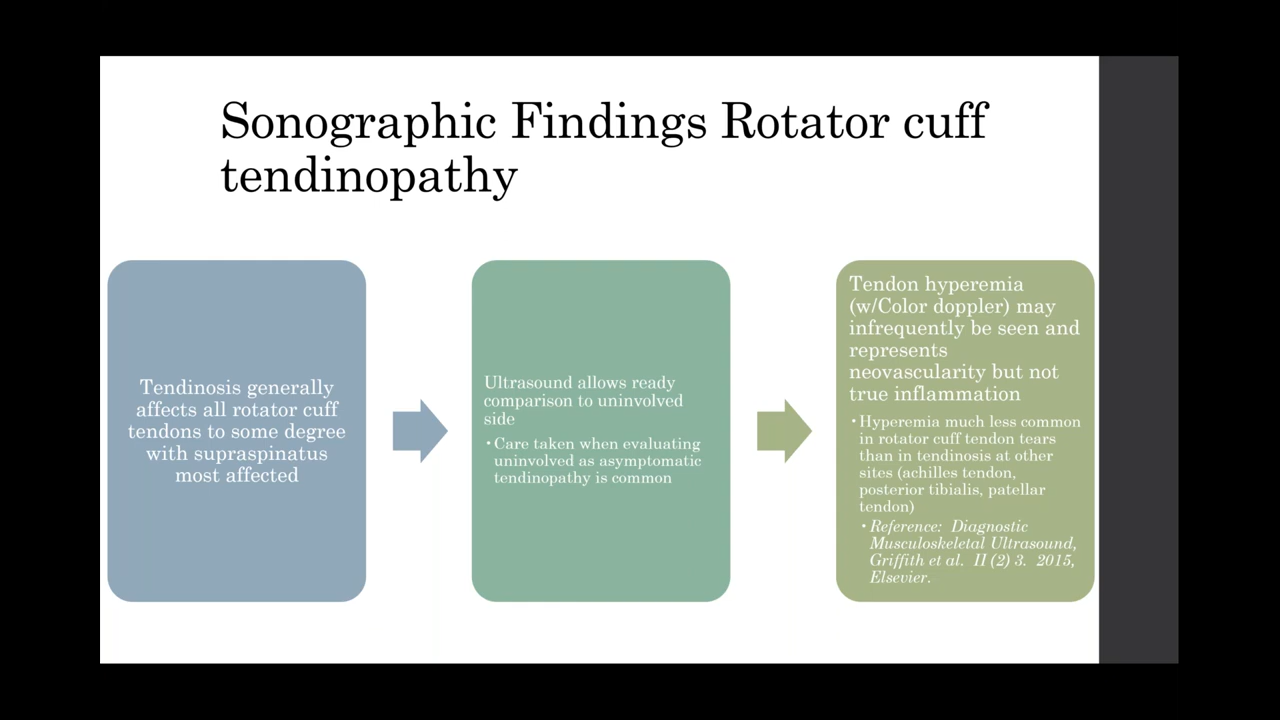 Sonographic Findings Rotator cuff
tendinopathy
Tendinosis generally
affects all rotator cuff
tendons to some degree
with supraspinatus
most affected
Ultrasound allows ready
comparison to uninvolved
side
•Care taken when evaluating
uninvolved as asymptomatic
tendinopathy is common
Tendon hyperemia
(w/Color doppler) may
infrequently be seen and
represents
neovascularity but not
true inflammation
•Hyperemia much less common
in rotator cuff tendon tears
than in tendinosis at other
sites (achilles tendon,
posterior tibialis, patellar
tendon)
•Reference:  Diagnostic
Musculoskeletal Ultrasound,
Griffith et al.  II (2) 3.  2015,
Elsevier.